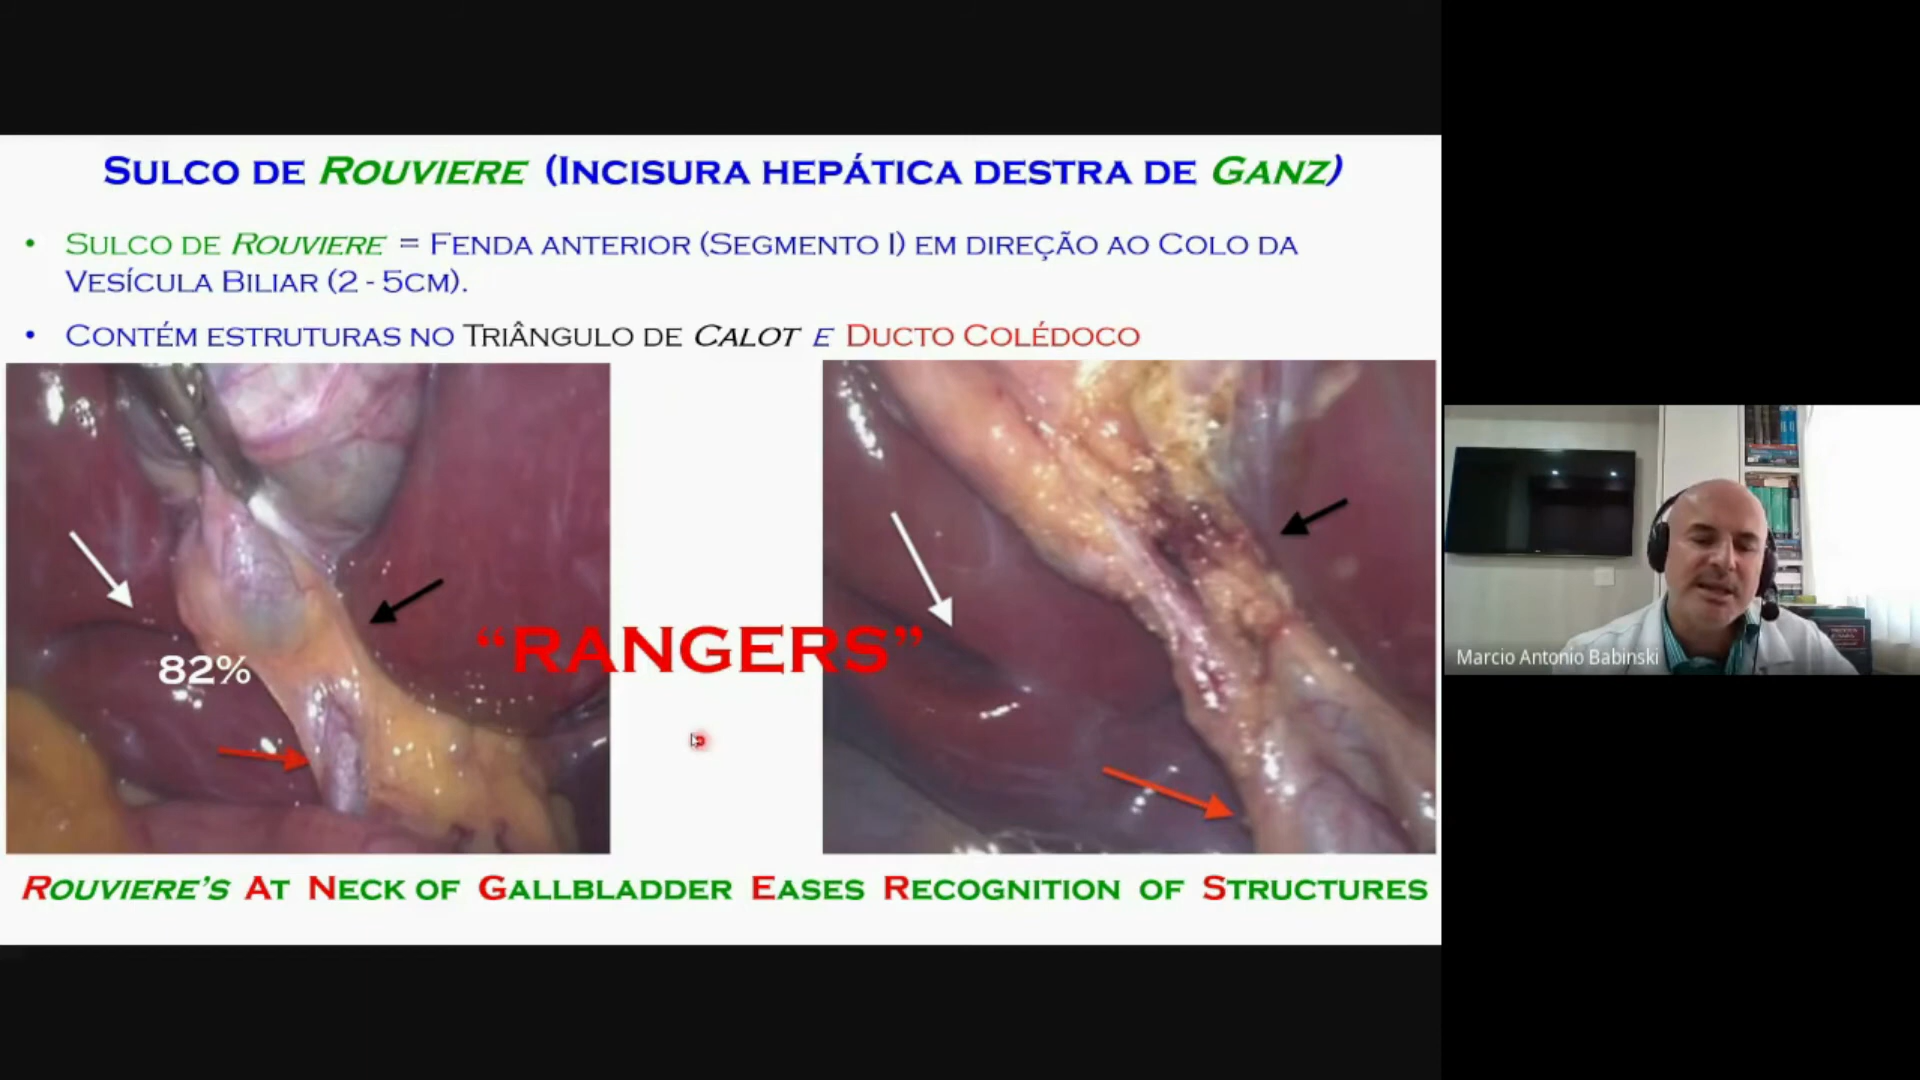 SULCO DE ROUVIERE (INCISURA HEPÁTICA DESTRA DE GANZ)
• SULCO DE ROUVIERE = FENDA ANTERIOR (SEGMENTO I) EM DIREÇÃO AO COLO DA
VESÍCULA BILIAR (2 - 5CM).
• CONTÉM ESTRUTURAS NO TRIÂNGULO DE CALOT E DUCTO COLÉDOCO
82%
“RANGERS”
ROUVIERE'S AT NECK OF GALLBLADDER EASES RECOGNITION OF STRUCTURES
Marcio Antonio Babinski